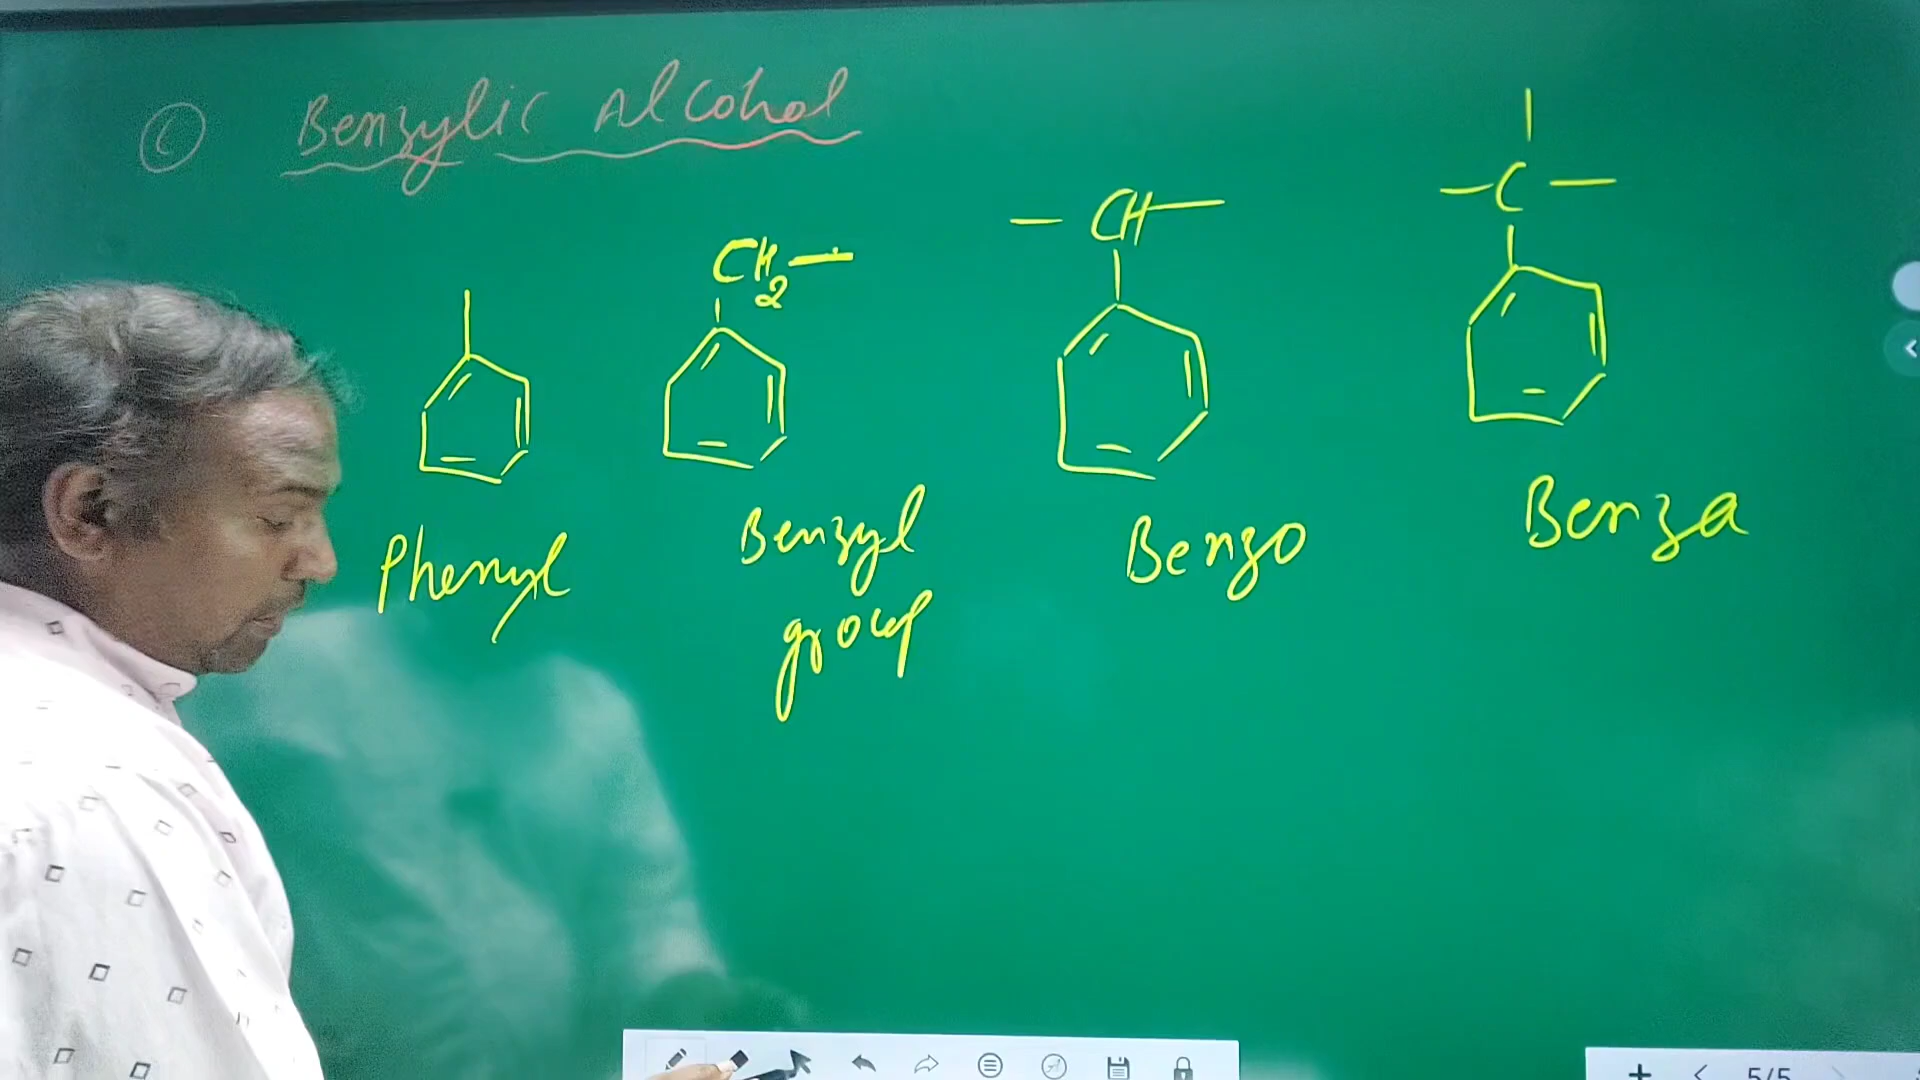 C Benzylic Alcohol
CH2—
— CH —
— C —
Phenyl
Benzyl
group
Benzo
Benza
5/5